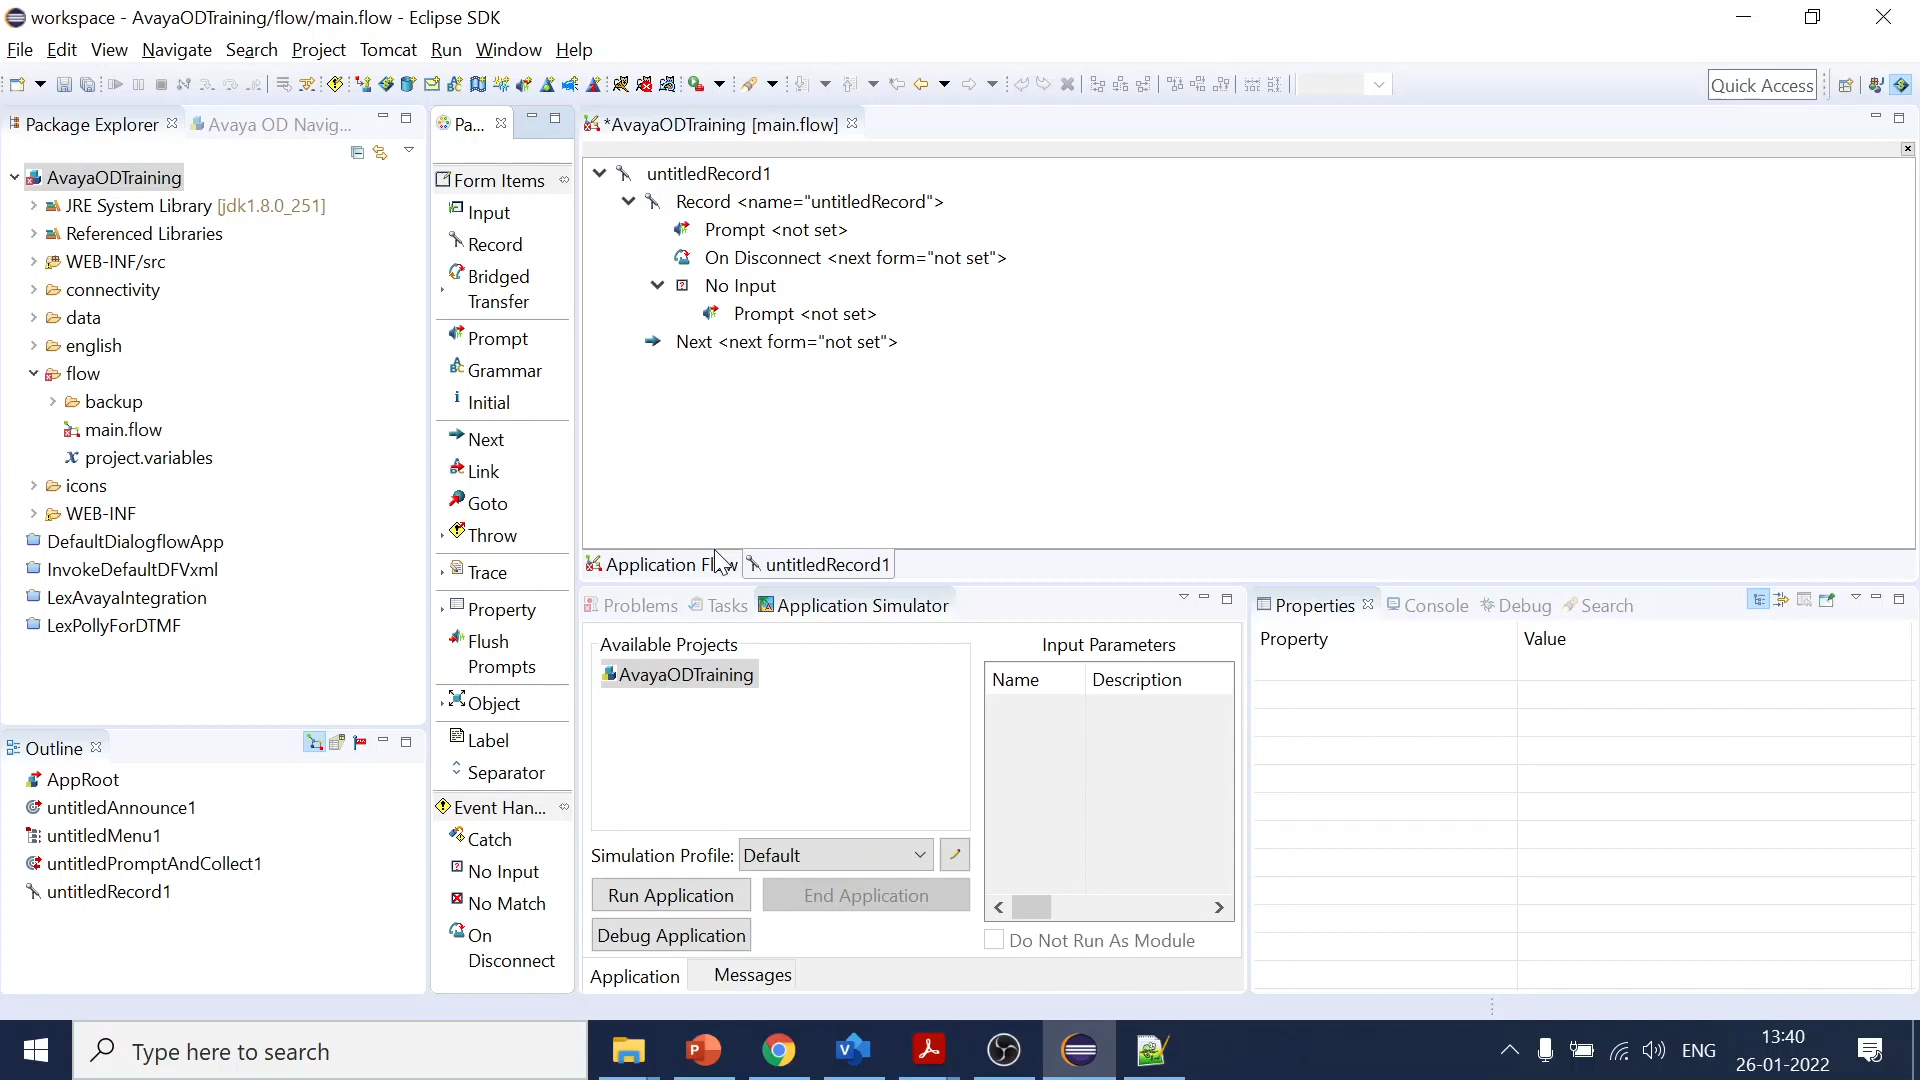 workspace - AvayaODTraining/flow/main.flow - Eclipse SDK
File Edit View Navigate Search Project Tomcat Run Window Help
Quick Access
Package Explorer
Avaya OD Navig...
AvayaODTraining
JRE System Library [jdk1.8.0_251]
Referenced Libraries
WEB-INF/src
connectivity
data
english
flow
backup
main.flow
project.variables
icons
WEB-INF
DefaultDialogflowApp
InvokeDefaultDFVxml
LexAvayaIntegration
LexPollyForDTMF
Outline
AppRoot
untitledAnnounce1
untitledMenu1
untitledPromptAndCollect1
untitledRecord1
Pa...
Form Items
Input
Record
Bridged
Transfer
Prompt
Grammar
Initial
Next
Link
Goto
Throw
Trace
Property
Flush
Prompts
Object
Label
Separator
Event Han...
Catch
No Input
No Match
On
Disconnect
*AvayaODTraining [main.flow]
untitledRecord1
Record <name="untitledRecord">
Prompt <not set>
On Disconnect <next form="not set">
No Input
Prompt <not set>
Next <next form="not set">
Application Flow untitledRecord1
Problems Tasks Application Simulator
Available Projects
AvayaODTraining
Simulation Profile: Default
Run Application End Application
Debug Application
Input Parameters
Name Description
Do Not Run As Module
Application Messages
Properties Console Debug Search
Property Value
Type here to search
ENG
13:40
26-01-2022